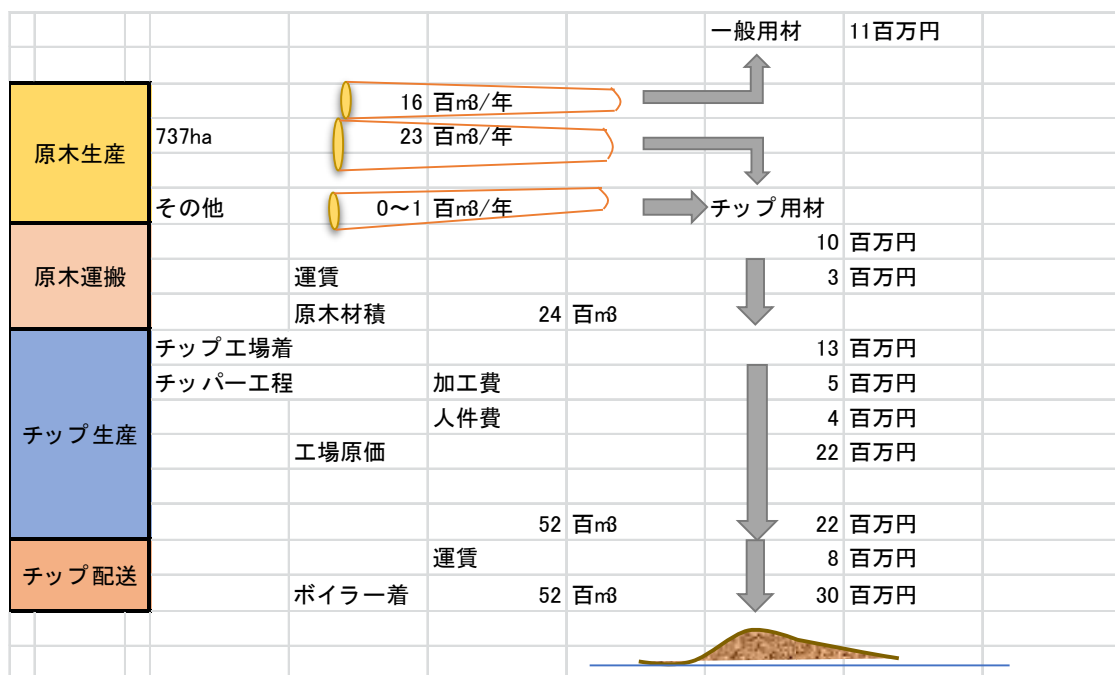 一般用材 11百万円
16 百㎥/年
原木生産 737ha 23 百㎥/年
その他 0～1 百㎥/年 チップ用材
10 百万円
原木運搬 運賃 3 百万円
原木材積 24 百㎥
チップ工場着 13 百万円
チッパー工程 加工費 5 百万円
チップ生産 人件費 4 百万円
工場原価 22 百万円
52 百㎥ 22 百万円
チップ配送 運賃 8 百万円
ボイラー着 52 百㎥ 30 百万円